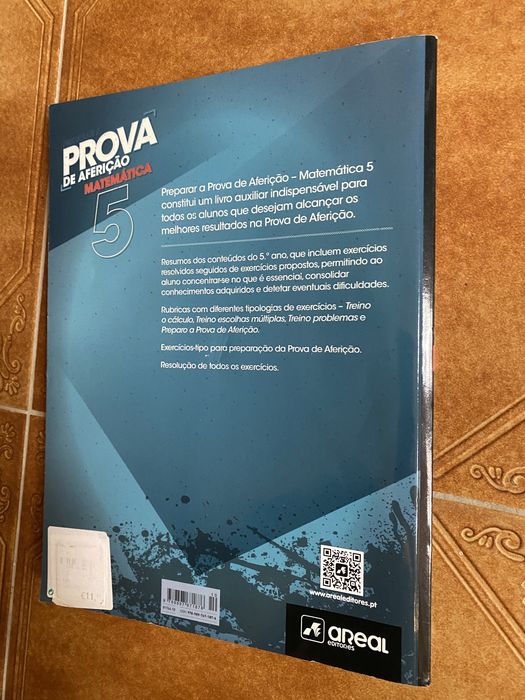 PROVA
DE AFERIÇÃO
MATEMÁTICA
5
Preparar a Prova de Aferição – Matemática 5
constitui um livro auxiliar indispensável para
todos os alunos que desejam alcançar os
melhores resultados na Prova de Aferição.
Resumos dos conteúdos do 5.º ano, que incluem exercícios
resolvidos seguidos de exercícios propostos, permitindo ao
aluno concentrar-se no que é essencial, consolidar
conhecimentos adquiridos e detetar eventuais dificuldades.
Rubricas com diferentes tipologias de exercícios – Treino
o cálculo, Treino escolhas múltiplas, Treino problemas e
Preparo a Prova de Aferição.
Exercícios-tipo para preparação da Prova de Aferição.
Resolução de todos os exercícios.
www.arealeditores.pt
AReAL
EDITORES